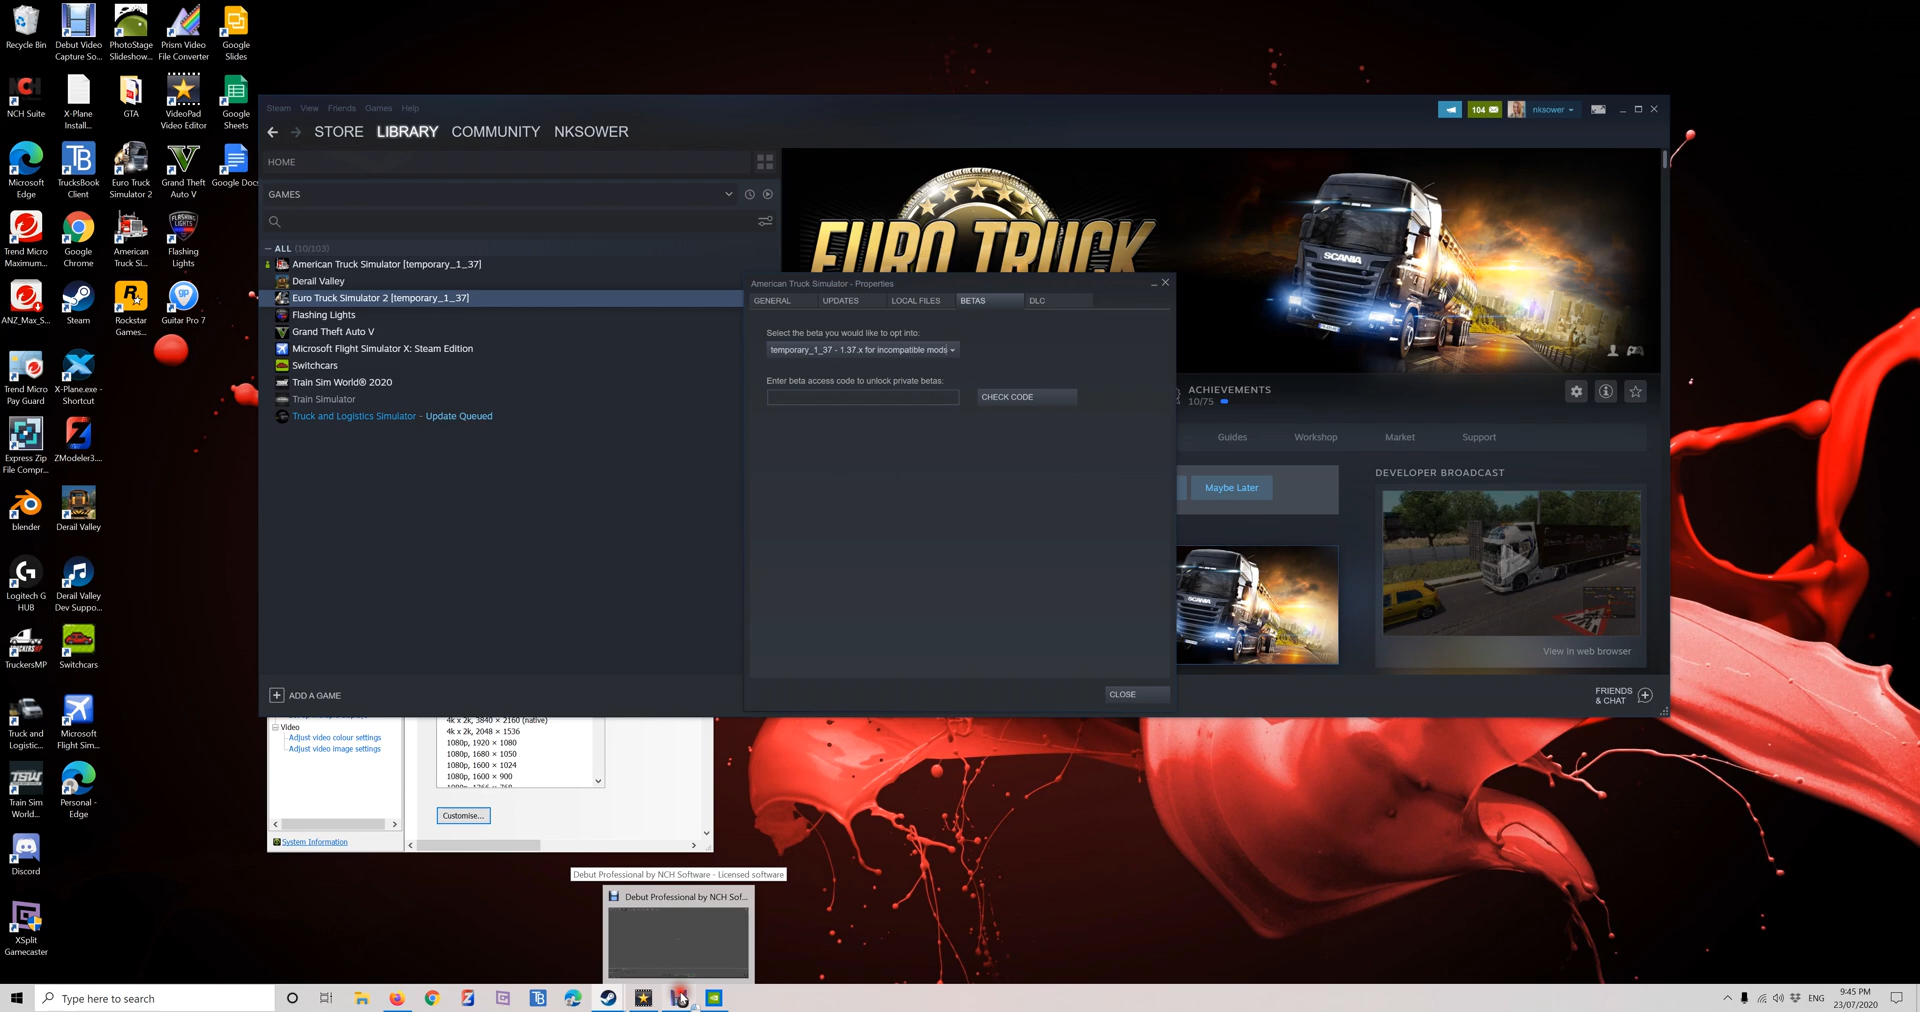 Recycle Bin
Debut Video
Capture So...
PhotoStage
Slideshow...
Prism Video
File Converter
Google
Slides
NCH Suite
X-Plane
Install...
GTA
VideoPad
Video Editor
Google
Sheets
Microsoft
Edge
TrucksBook
Client
Euro Truck
Simulator 2
Grand Theft
Auto V
Google Docs
Trend Micro
Maximum...
Google
Chrome
American
Truck Si...
Flashing
Lights
ANZ_Max_S...
Steam
Rockstar
Games...
Guitar Pro 7
Trend Micro
Pay Guard
X-Plane.exe -
Shortcut
Express Zip
File Compr...
ZModeler3....
blender
Derail Valley
Logitech G
HUB
Derail Valley
Dev Suppo...
TruckersMP
Switchcars
Truck and
Logistic...
Microsoft
Flight Sim...
Train Sim
World...
Personal -
Edge
Discord
XSplit
Gamecaster
Steam View Friends Games Help
104
nksower
STORE LIBRARY COMMUNITY NKSOWER
HOME
GAMES
ALL (10/103)
American Truck Simulator [temporary_1_37]
Derail Valley
Euro Truck Simulator 2 [temporary_1_37]
Flashing Lights
Grand Theft Auto V
Microsoft Flight Simulator X: Steam Edition
Switchcars
Train Sim World® 2020
Train Simulator
Truck and Logistics Simulator - Update Queued
ADD A GAME
EURO TRUCK
SCANIA
American Truck Simulator - Properties
GENERAL UPDATES LOCAL FILES BETAS DLC
Select the beta you would like to opt into:
temporary_1_37 - 1.37.x for incompatible mods
Enter beta access code to unlock private betas:
CHECK CODE
CLOSE
ACHIEVEMENTS
10/75
Guides Workshop Market Support
Maybe Later
DEVELOPER BROADCAST
View in web browser
FRIENDS
& CHAT
Video
Adjust video colour settings
Adjust video image settings
System Information
4k x 2k, 3840 × 2160 (native)
4k x 2k, 2048 × 1536
1080p, 1920 × 1080
1080p, 1680 × 1050
1080p, 1600 × 1024
1080p, 1600 × 900
Customise...
Debut Professional by NCH Software - Licensed software
Debut Professional by NCH Sof...
Type here to search
ENG
9:45 PM
23/07/2020